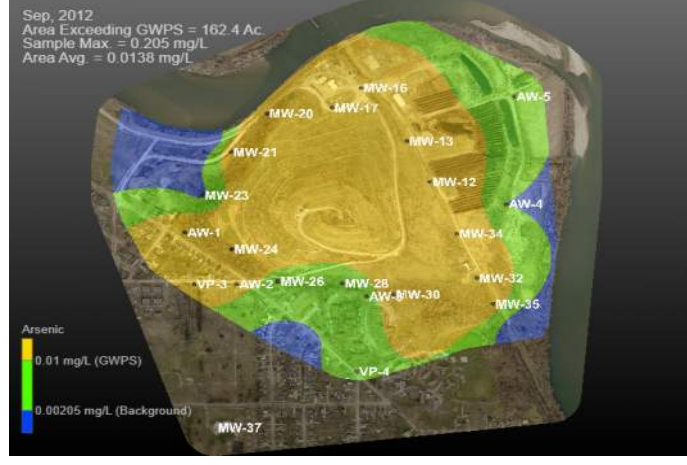 Sep, 2012
Area Exceeding GWPS = 162.4 Ac.
Sample Max. = 0.205 mg/L
Area Avg. = 0.0138 mg/L
MW-16
AW-5
MW-17
MW-20
MW-13
MW-21
MW-12
MW-23
AW-4
AW-1
MW-34
MW-24
MW-32
MW-26
MW-28
VP-3
AW-2
MW-30
MW-35
Arsenic
0.01 mg/L (GWPS)
VP-4
0.00205 mg/L (Background)
MW-37